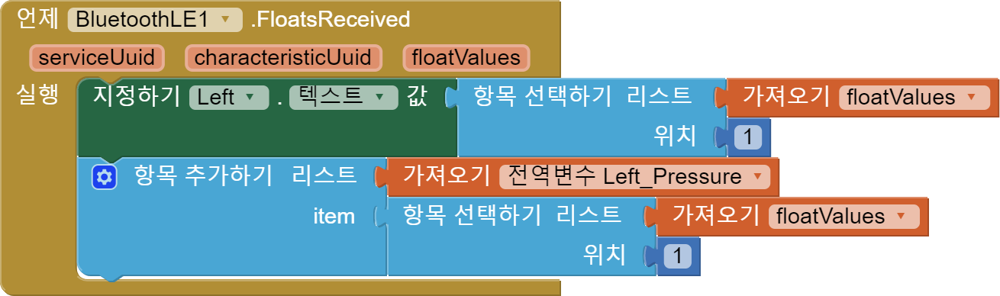 언제 BluetoothLE1 .FloatsReceived
serviceUuid characteristicUuid floatValues
실행 지정하기 Left . 텍스트 값 항목 선택하기 리스트 가져오기 floatValues
위치 1
항목 추가하기 리스트 가져오기 전역변수 Left_Pressure
item 항목 선택하기 리스트 가져오기 floatValues
위치 1